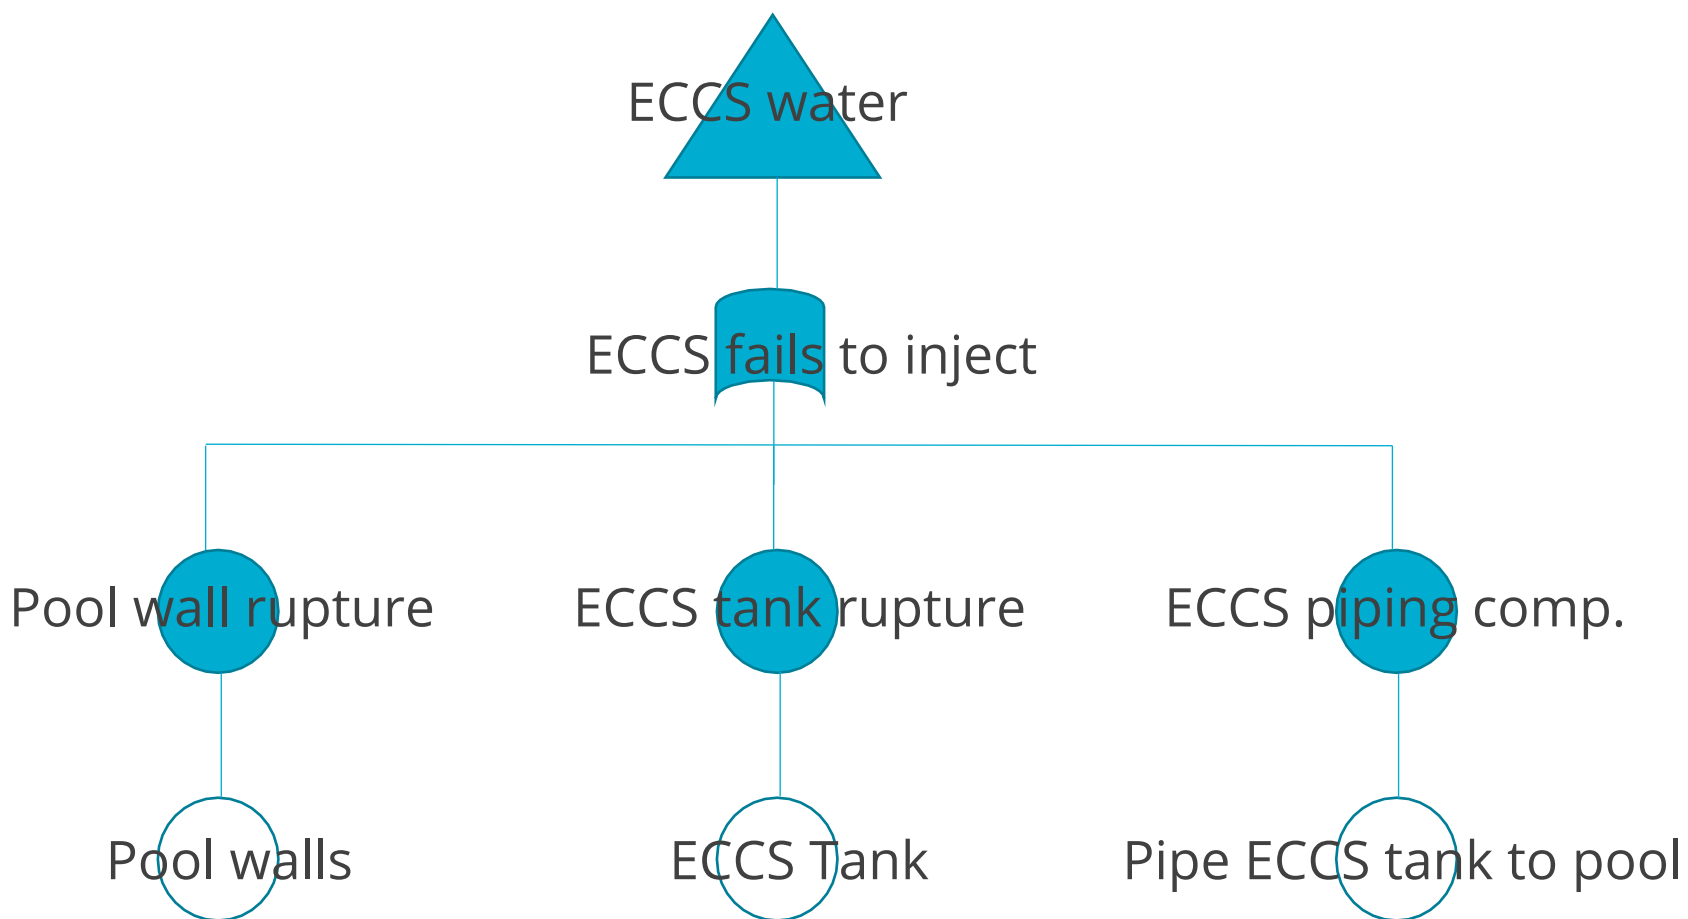 ECCS water
ECCS fails to inject
Pool wall rupture
ECCS tank rupture
ECCS piping comp.
Pool walls
ECCS Tank
Pipe ECCS tank to pool